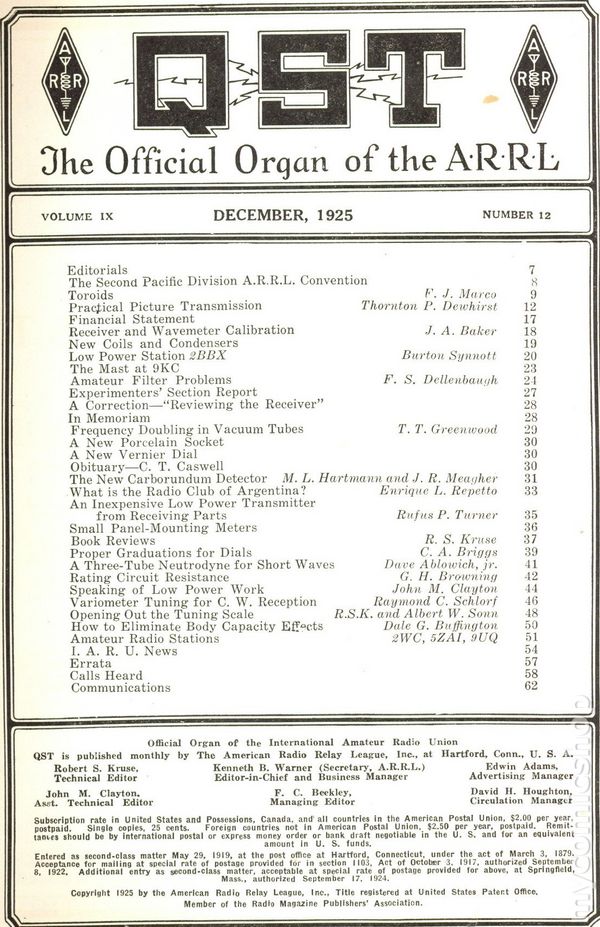 A
R R
L
QST
A
R R
L
The Official Organ of the A·R·R·L
VOLUME IX DECEMBER, 1925 NUMBER 12
Editorials 7
The Second Pacific Division A.R.R.L. Convention 8
Toroids F. J. Marco 9
Practical Picture Transmission Thornton P. Dewhirst 12
Financial Statement 17
Receiver and Wavemeter Calibration J. A. Baker 18
New Coils and Condensers 19
Low Power Station 2BBX Burton Synnott 20
The Mast at 9KC 23
Amateur Filter Problems F. S. Dellenbaugh 24
Experimenters' Section Report 27
A Correction—"Reviewing the Receiver" 28
In Memoriam 28
Frequency Doubling in Vacuum Tubes T. T. Greenwood 29
A New Porcelain Socket 30
A New Vernier Dial 30
Obituary—C. T. Caswell 30
The New Carborundum Detector M. L. Hartmann and J. R. Meagher 31
What is the Radio Club of Argentina? Enrique L. Repetto 33
An Inexpensive Low Power Transmitter
from Receiving Parts Rufus P. Turner 35
Small Panel-Mounting Meters 36
Book Reviews R. S. Kruse 37
Proper Graduations for Dials C. A. Briggs 39
A Three-Tube Neutrodyne for Short Waves Dave Ablowich, jr. 41
Rating Circuit Resistance G. H. Browning 42
Speaking of Low Power Work John M. Clayton 44
Variometer Tuning for C. W. Reception Raymond C. Schlorf 46
Opening Out the Tuning Scale R.S.K. and Albert W. Sonn 48
How to Eliminate Body Capacity Effects Dale G. Buffington 50
Amateur Radio Stations 2WC, 5ZAI, 9UQ 51
I. A. R. U. News 54
Errata 57
Calls Heard 58
Communications 62
Official Organ of the International Amateur Radio Union
QST is published monthly by The American Radio Relay League, Inc., at Hartford, Conn., U. S. A.
Robert S. Kruse, Kenneth B. Warner (Secretary, A.R.R.L.) Edwin Adams,
Technical Editor Editor-in-Chief and Business Manager Advertising Manager
John M. Clayton, F. C. Beekley, David H. Houghton,
Asst. Technical Editor Managing Editor Circulation Manager
Subscription rate in United States and Possessions, Canada, and all countries in the American Postal Union, $2.00 per year,
postpaid. Single copies, 25 cents. Foreign countries not in American Postal Union, $2.50 per year, postpaid. Remit-
tances should be by international postal or express money order or bank draft negotiable in the U. S. and for an equivalent
amount in U. S. funds.
Entered as second-class matter May 29, 1919, at the post office at Hartford, Connecticut, under the act of March 3, 1879.
Acceptance for mailing at special rate of postage provided for in section 1103, Act of October 3, 1917, authorized September
8, 1922. Additional entry as second-class matter, acceptable at special rate of postage provided for above, at Springfield,
Mass., authorized September 17, 1924.
Copyright 1925 by the American Radio Relay League, Inc., Title registered at United States Patent Office.
Member of the Radio Magazine Publishers' Association.
mycomicshop